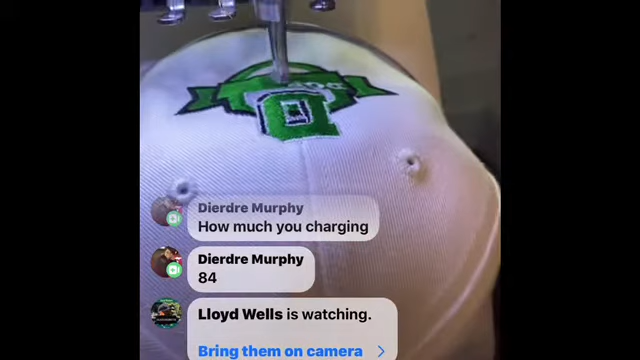 Dierdre Murphy
How much you charging
Dierdre Murphy
84
Lloyd Wells is watching.
Bring them on camera